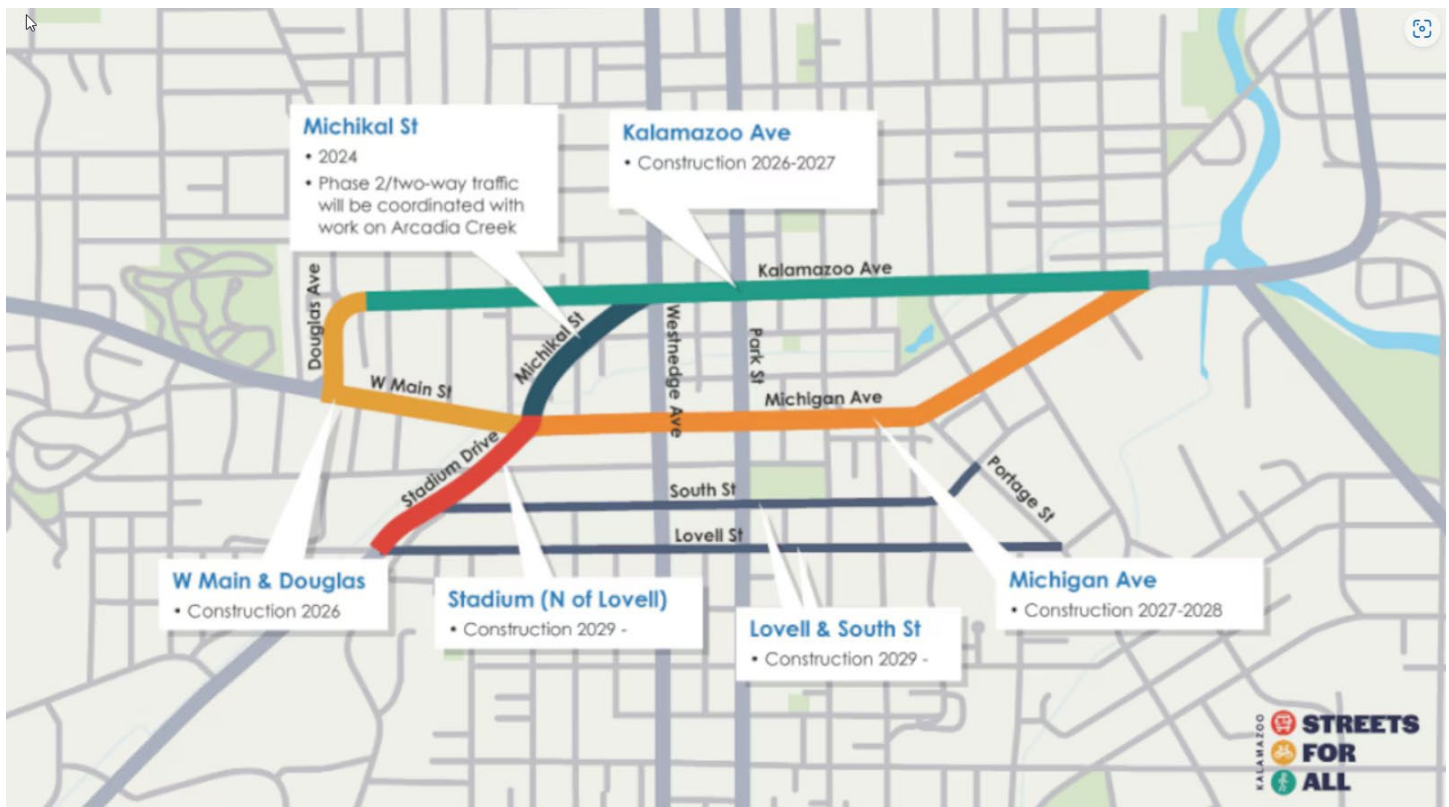 Michikal St
• 2024
• Phase 2/two-way traffic
will be coordinated with
work on Arcadia Creek
Kalamazoo Ave
• Construction 2026-2027
Kalamazoo Ave
Douglas Ave
Michikal St
Westnedge Ave
Park St
W Main St
Michigan Ave
Stadium Drive
South St
Portage St
Lovell St
W Main & Douglas
• Construction 2026
Stadium (N of Lovell)
• Construction 2029 -
Lovell & South St
• Construction 2029 -
Michigan Ave
• Construction 2027-2028
KALAMAZOO
STREETS
FOR
ALL